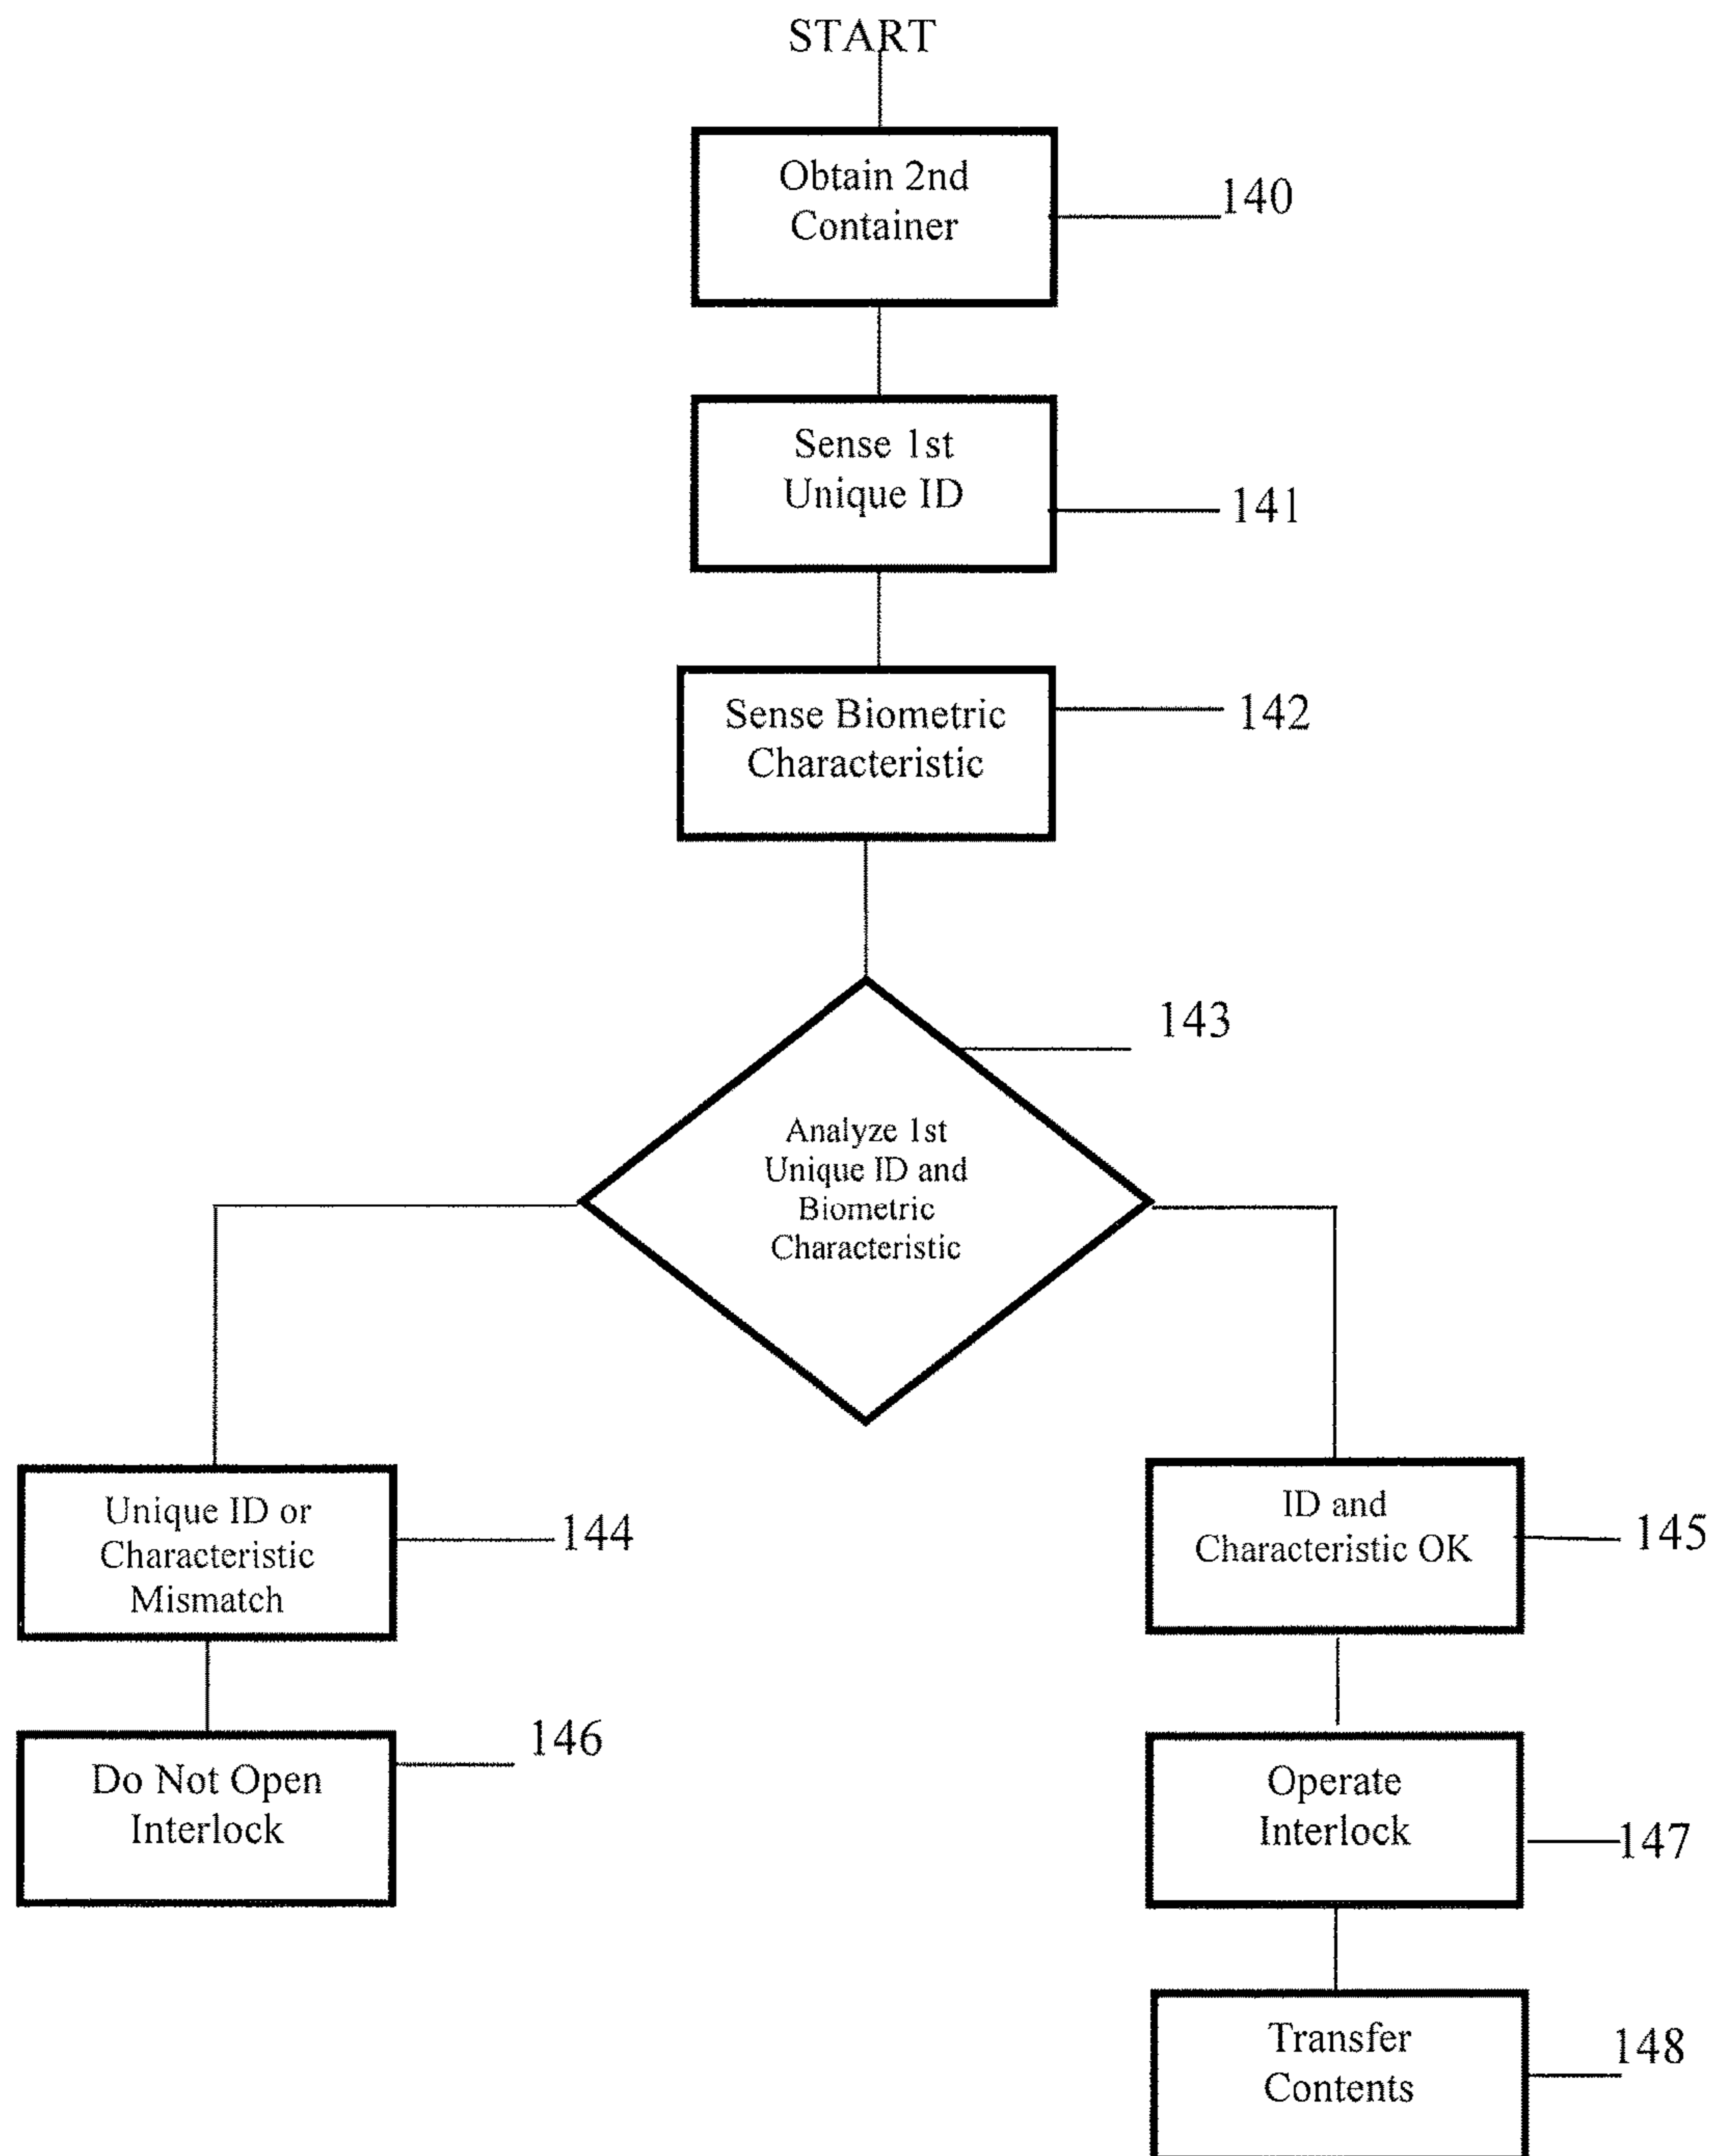 START
Obtain 2nd
Container
140
Sense 1st
Unique ID
141
Sense Biometric
Characteristic
142
143
Analyze 1st
Unique ID and
Biometric
Characteristic
Unique ID or
Characteristic
Mismatch
144
ID and
Characteristic OK
145
Do Not Open
Interlock
146
Operate
Interlock
147
Transfer
Contents
148